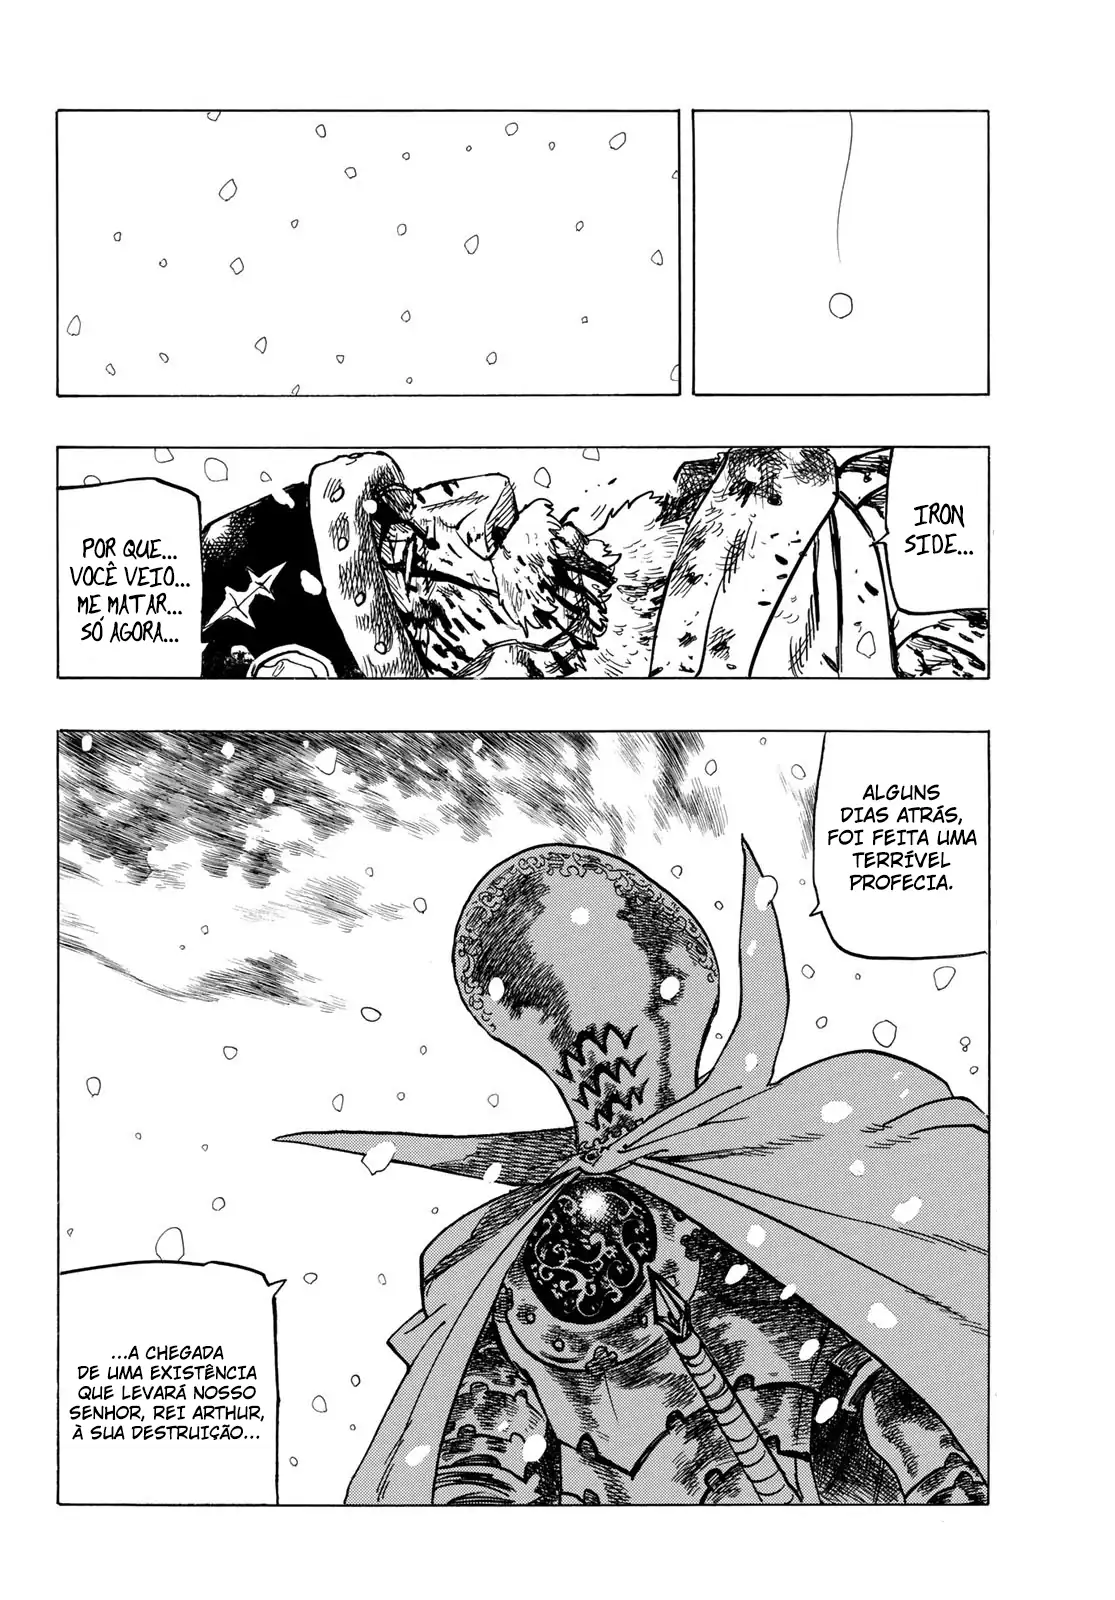 IRON
SIDE...
POR QUE...
VOCÊ VEIO...
ME MATAR...
SÓ AGORA...
ALGUNS
DIAS ATRÁS,
FOI FEITA UMA
TERRÍVEL
PROFECIA.
...A CHEGADA
DE UMA EXISTÊNCIA
QUE LEVARÁ NOSSO
SENHOR, REI ARTHUR,
À SUA DESTRUIÇÃO...